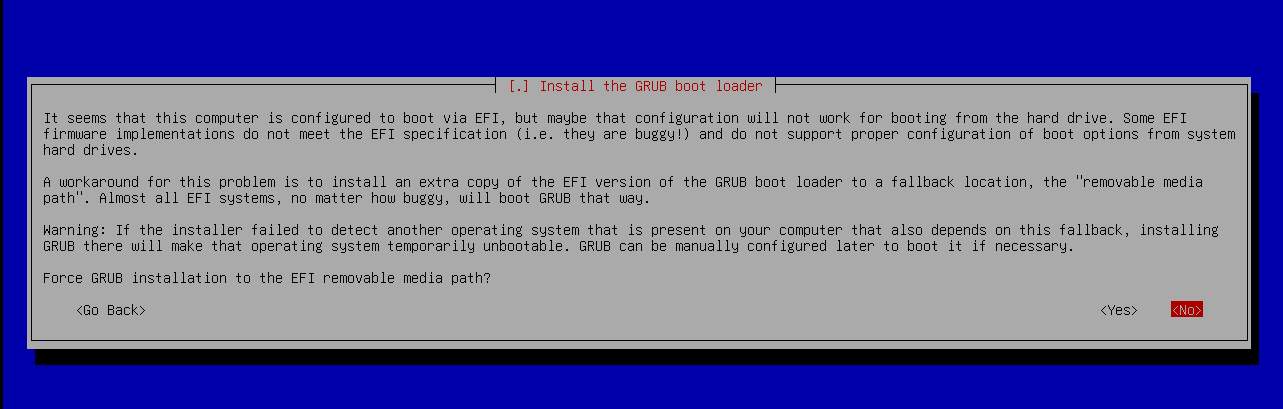 [.] Install the GRUB boot loader
It seems that this computer is configured to boot via EFI, but maybe that configuration will not work for booting from the hard drive. Some EFI
firmware implementations do not meet the EFI specification (i.e. they are buggy!) and do not support proper configuration of boot options from system
hard drives.
A workaround for this problem is to install an extra copy of the EFI version of the GRUB boot loader to a fallback location, the "removable media
path". Almost all EFI systems, no matter how buggy, will boot GRUB that way.
Warning: If the installer failed to detect another operating system that is present on your computer that also depends on this fallback, installing
GRUB there will make that operating system temporarily unbootable. GRUB can be manually configured later to boot it if necessary.
Force GRUB installation to the EFI removable media path?
<Go Back> <Yes> <No>